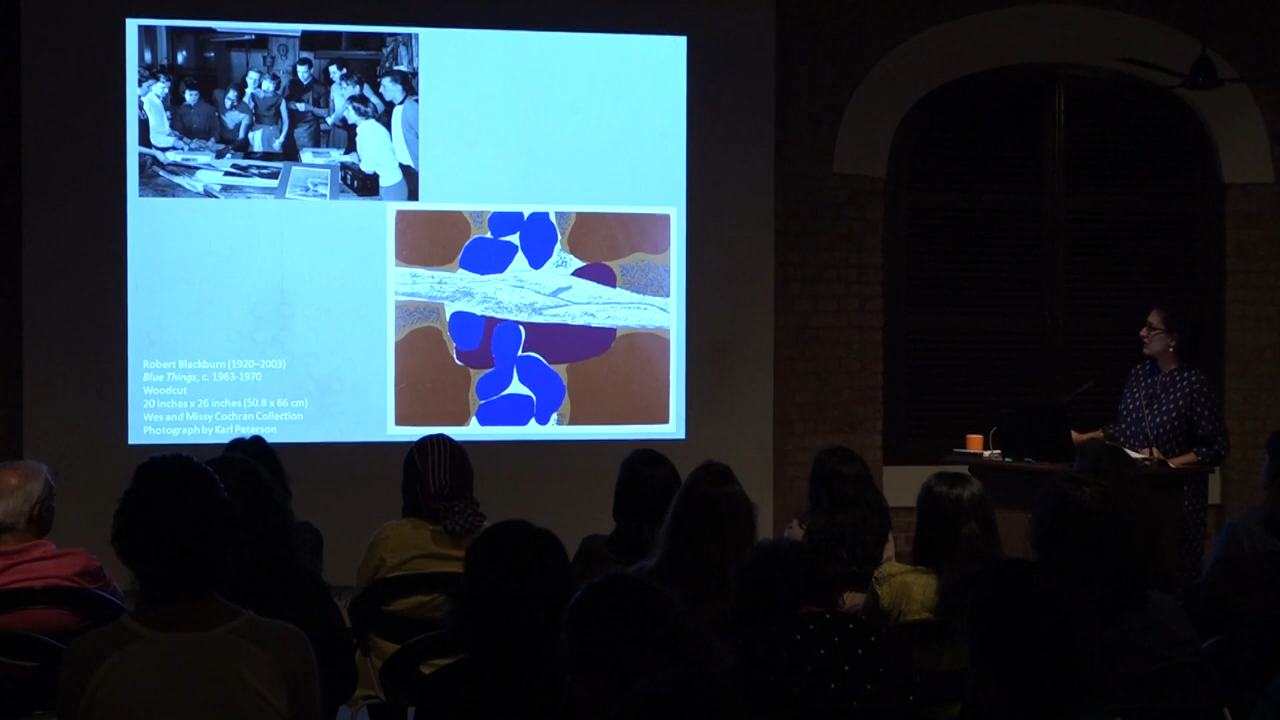 Robert Blackburn (1920–2003)
Blue Things, c. 1963-1970
Woodcut
20 inches x 26 inches (50.8 x 66 cm)
Wes and Missy Cochran Collection
Photograph by Karl Peterson